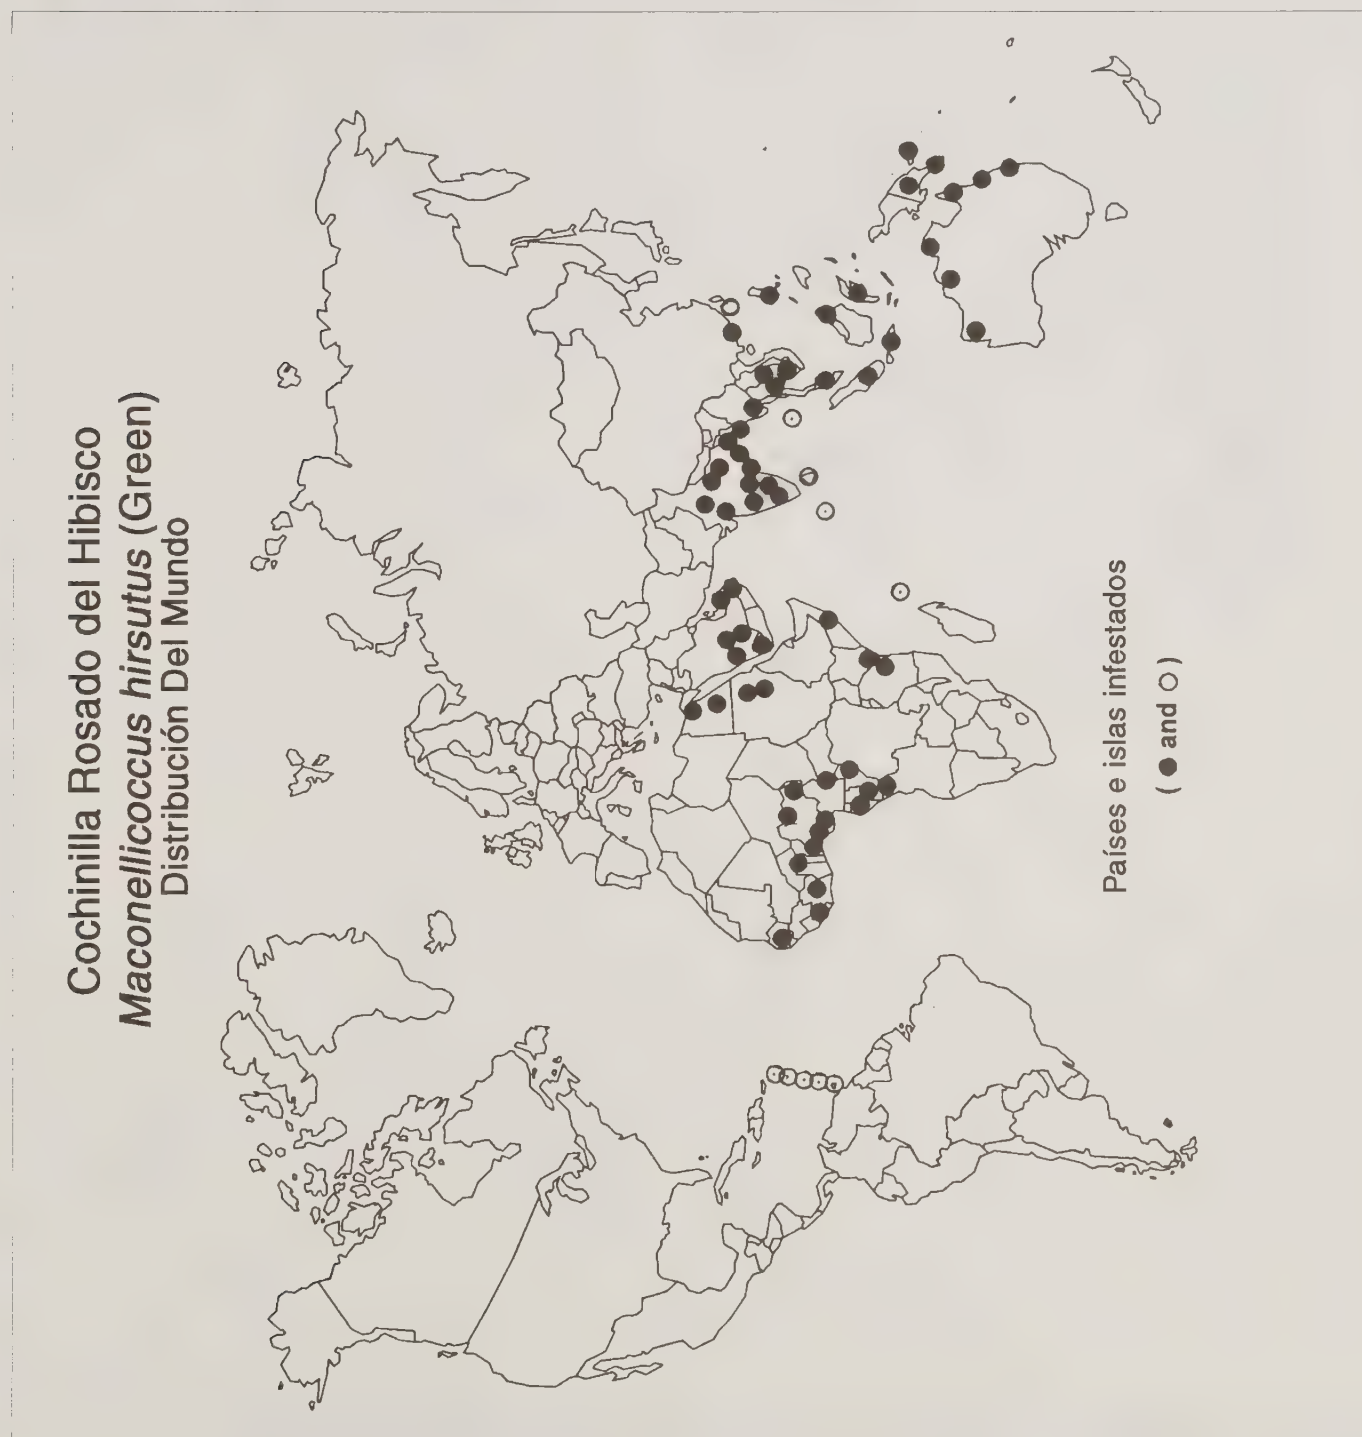 Cochinilla Rosado del Hibisco
Maconellicoccus hirsutus (Green)
Distribución Del Mundo
Países e islas infestados
( ● and ○ )